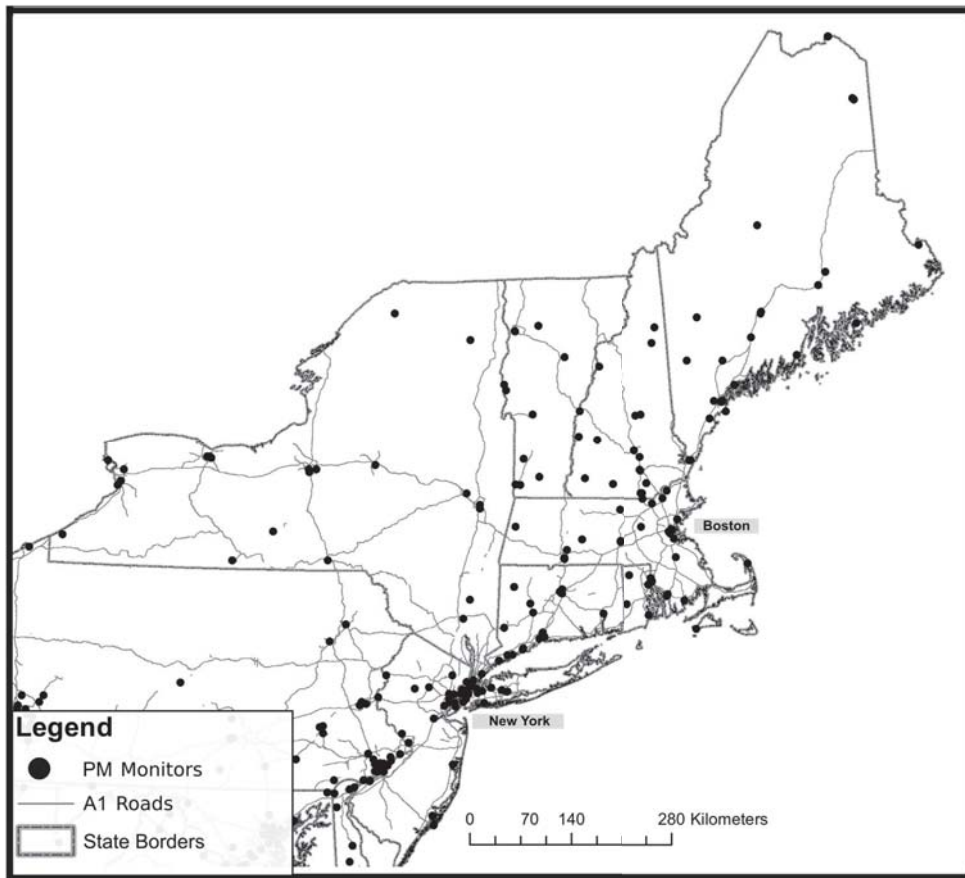 Boston
New York
Legend
PM Monitors
A1 Roads
State Borders
0 70 140 280 Kilometers